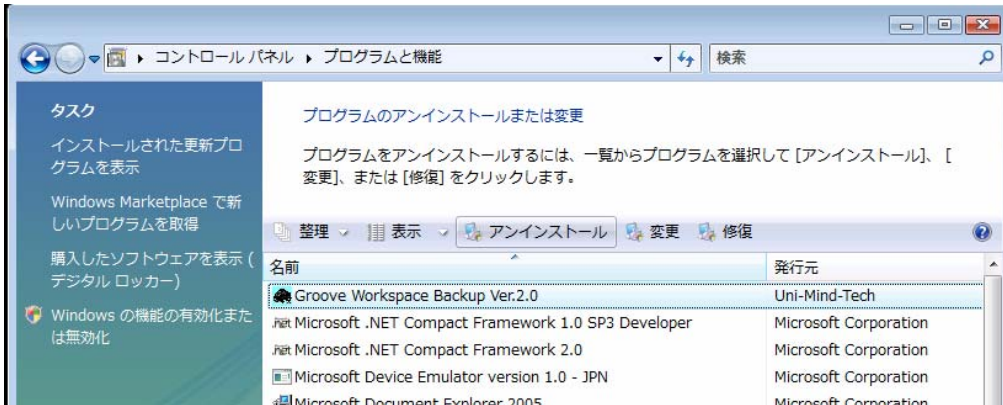 コントロール パネル
プログラムと機能
検索
タスク
インストールされた更新プロ
グラムを表示
Windows Marketplace で新
しいプログラムを取得
購入したソフトウェアを表示 (
デジタル ロッカー)
Windows の機能の有効化また
は無効化
プログラムのアンインストールまたは変更
プログラムをアンインストールするには、一覧からプログラムを選択して [アンインストール]、 [
変更]、または [修復] をクリックします。
整理 表示 アンインストール 変更 修復
名前 発行元
Groove Workspace Backup Ver.2.0 Uni-Mind-Tech
.net Microsoft .NET Compact Framework 1.0 SP3 Developer Microsoft Corporation
.net Microsoft .NET Compact Framework 2.0 Microsoft Corporation
Microsoft Device Emulator version 1.0 - JPN Microsoft Corporation
Microsoft Document Explorer 2005 Microsoft Corporation